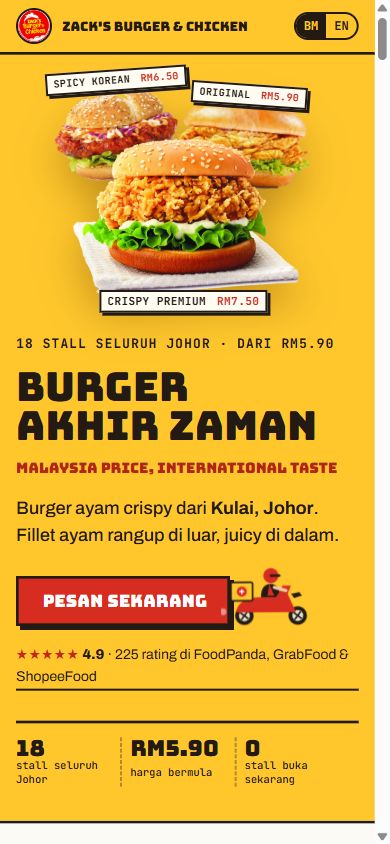 Zack's Burger & Chicken
ZACK'S BURGER & CHICKEN
BM EN
SPICY KOREAN RM6.50
ORIGINAL RM5.90
CRISPY PREMIUM RM7.50
18 STALL SELURUH JOHOR · DARI RM5.90
BURGER
AKHIR ZAMAN
MALAYSIA PRICE, INTERNATIONAL TASTE
Burger ayam crispy dari Kulai, Johor.
Fillet ayam rangup di luar, juicy di dalam.
PESAN SEKARANG
★★★★★ 4.9 · 225 rating di FoodPanda, GrabFood &
ShopeeFood
18 RM5.90 0
stall seluruh harga bermula stall buka
Johor sekarang